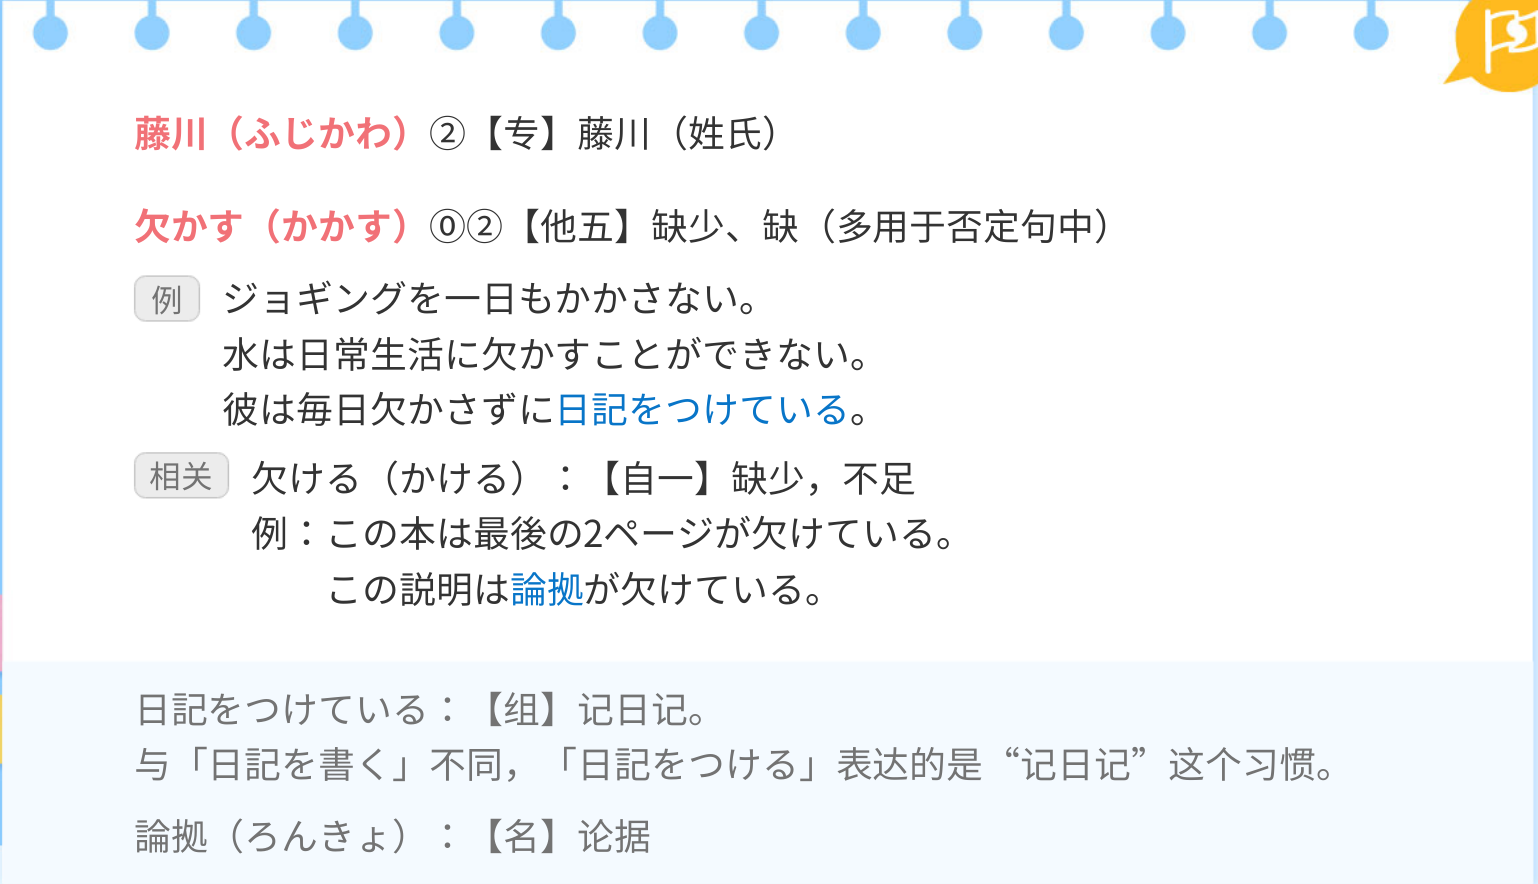 藤川（ふじかわ）②【专】藤川（姓氏）
欠かす（かかす）⓪②【他五】缺少、缺（多用于否定句中）
例 ジョギングを一日もかかさない。
水は日常生活に欠かすことができない。
彼は毎日欠かさずに日記をつけている。
相关 欠ける（かける）：【自一】缺少，不足
例：この本は最後の2ページが欠けている。
この説明は論拠が欠けている。
日記をつけている：【组】记日记。
与「日記を書く」不同，「日記をつける」表达的是“记日记”这个习惯。
論拠（ろんきょ）：【名】论据